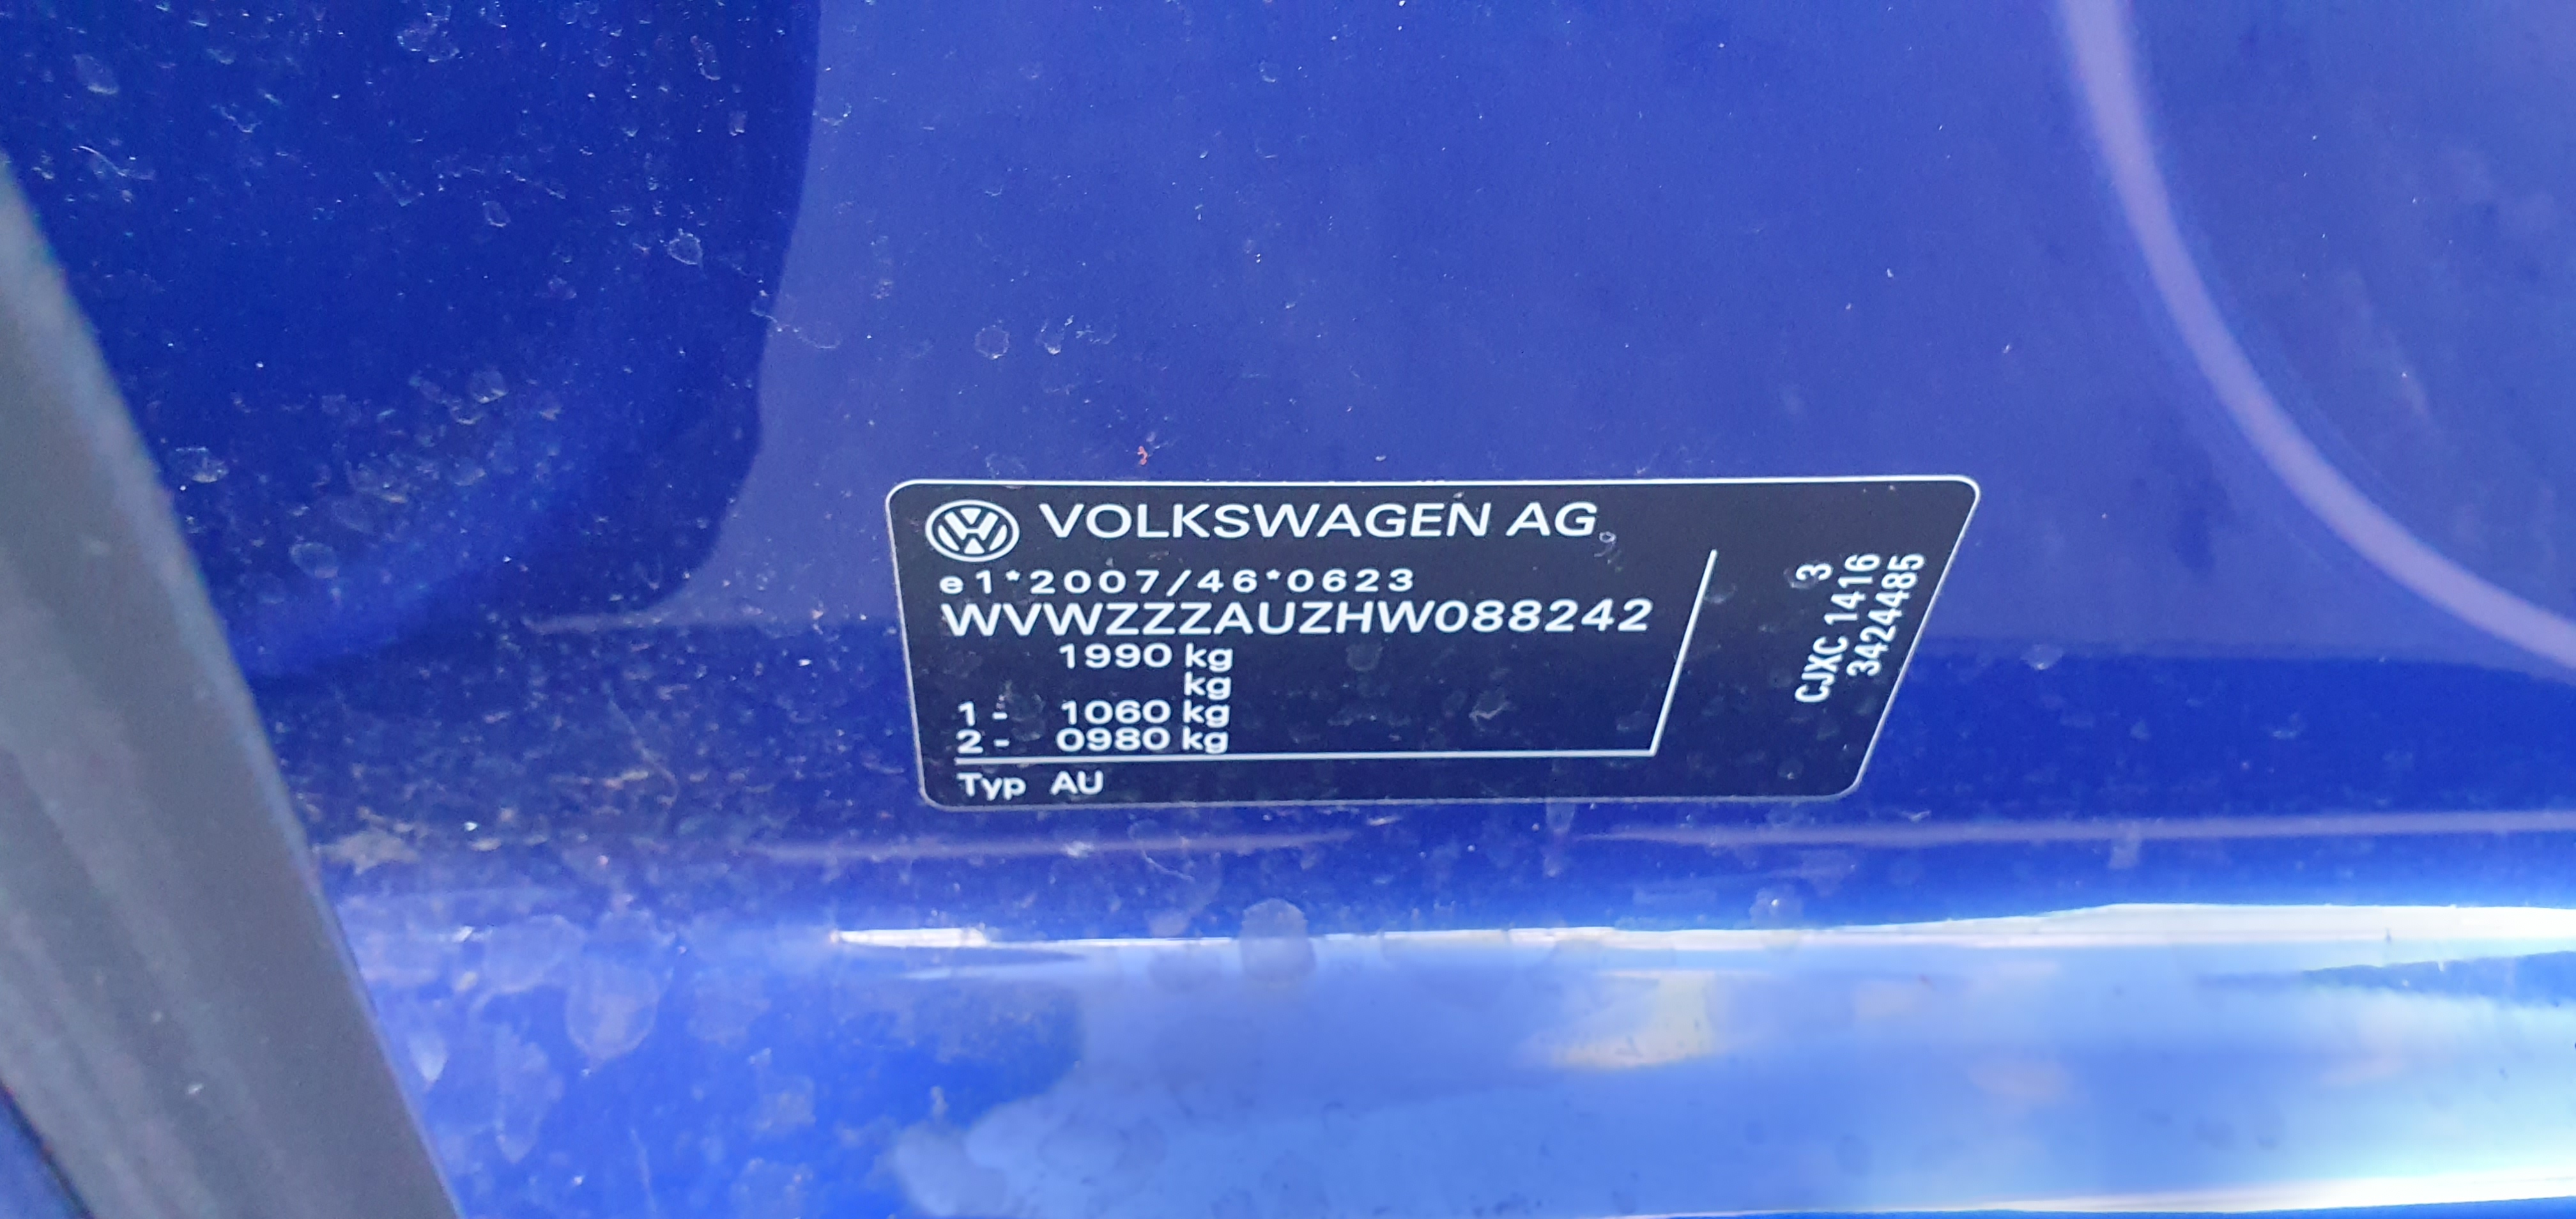 VOLKSWAGEN AG
e1*2007/46*0623
WVWZZZAUZHW088242
1990 kg
kg
1 - 1060 kg
2 - 0980 kg
Typ AU
3
CJXC 1416
3424485